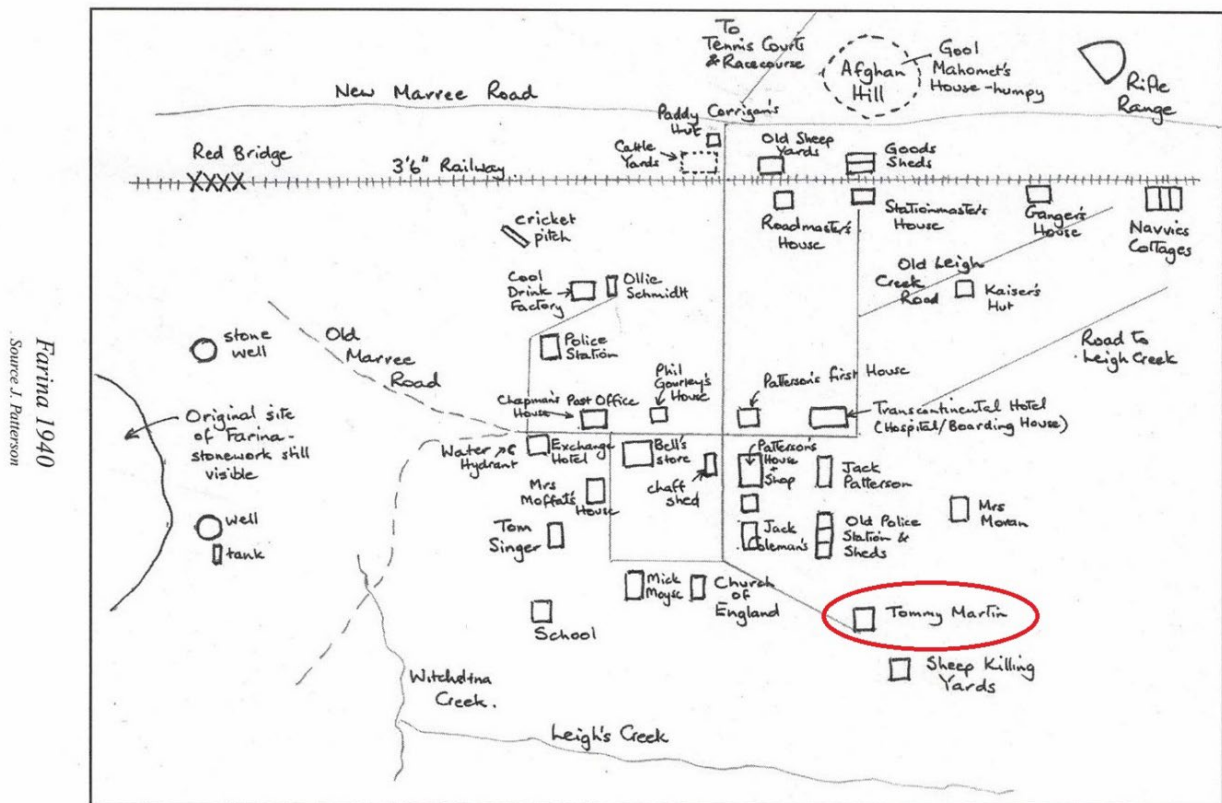 To
Tennis Courts
& Racecourse
Afghan
Hill
Gool
Mahomet's
House-humpy
Rifle
Range
New Marree Road
Paddy Corrigan's
Hut
Cattle
Yards
Old Sheep
Yards
Goods
Sheds
Red Bridge
3'6" Railway
Roadmaster's
House
Stationmaster's
House
Ganger's
House
Navvies
Cottages
cricket
pitch
Cool
Drink
Factory
Ollie
Schmidt
Old Leigh
Creek
Road
Kaiser's
Hut
stone
well
Old
Marree
Road
Police
Station
Road to
Leigh Creek
Original site
of Farina-
stonework still
visible
Chapman's
House
Post Office
Phil
Gourley's
House
Patterson's first House
Transcontinental Hotel
(Hospital/Boarding House)
Water
Hydrant
Exchange
Hotel
Bell's
store
chaff
shed
Patterson's
House
+
Shop
Jack
Patterson
Mrs
Moffat's
House
Mrs
Moran
well
tank
Tom
Singer
Jack
Coleman's
Old Police
Station &
Sheds
Mick
Moyse
Church
of
England
School
Tommy Martin
Sheep Killing
Yards
Witcheltna
Creek.
Leigh's Creek
Farina 1940
Source J. Patterson